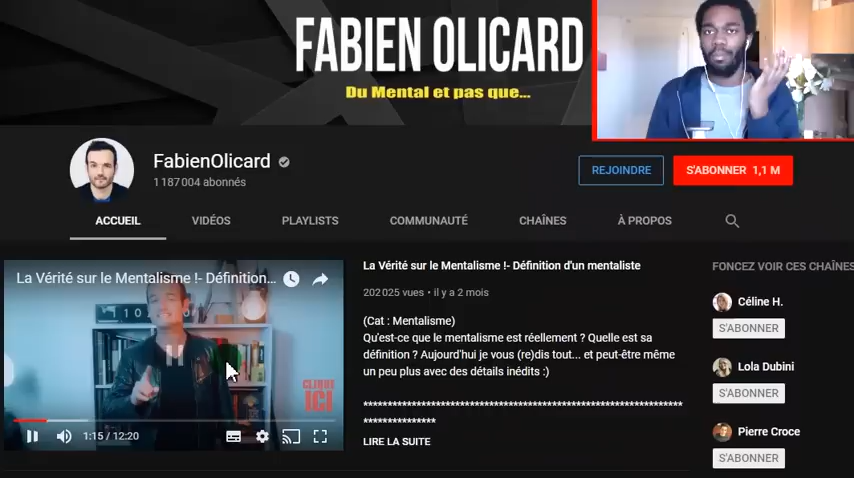 FABIEN OLICARD
Du Mental et pas que...
FabienOlicard
1 187 004 abonnés
REJOINDRE
S'ABONNER 1,1 M
ACCUEIL
VIDÉOS
PLAYLISTS
COMMUNAUTÉ
CHAÎNES
À PROPOS
La Vérité sur le Mentalisme !- Définition...
CLIQUE
ICI
1:15 / 12:20
La Vérité sur le Mentalisme !- Définition d'un mentaliste
202 025 vues • il y a 2 mois
(Cat : Mentalisme)
Qu'est-ce que le mentalisme est réellement ? Quelle est sa
définition ? Aujourd'hui je vous (re)dis tout... et peut-être même
un peu plus avec des détails inédits :)
******************************************************************
***************
LIRE LA SUITE
FONCEZ VOIR CES CHAÎNES
Céline H.
S'ABONNER
Lola Dubini
S'ABONNER
Pierre Croce
S'ABONNER